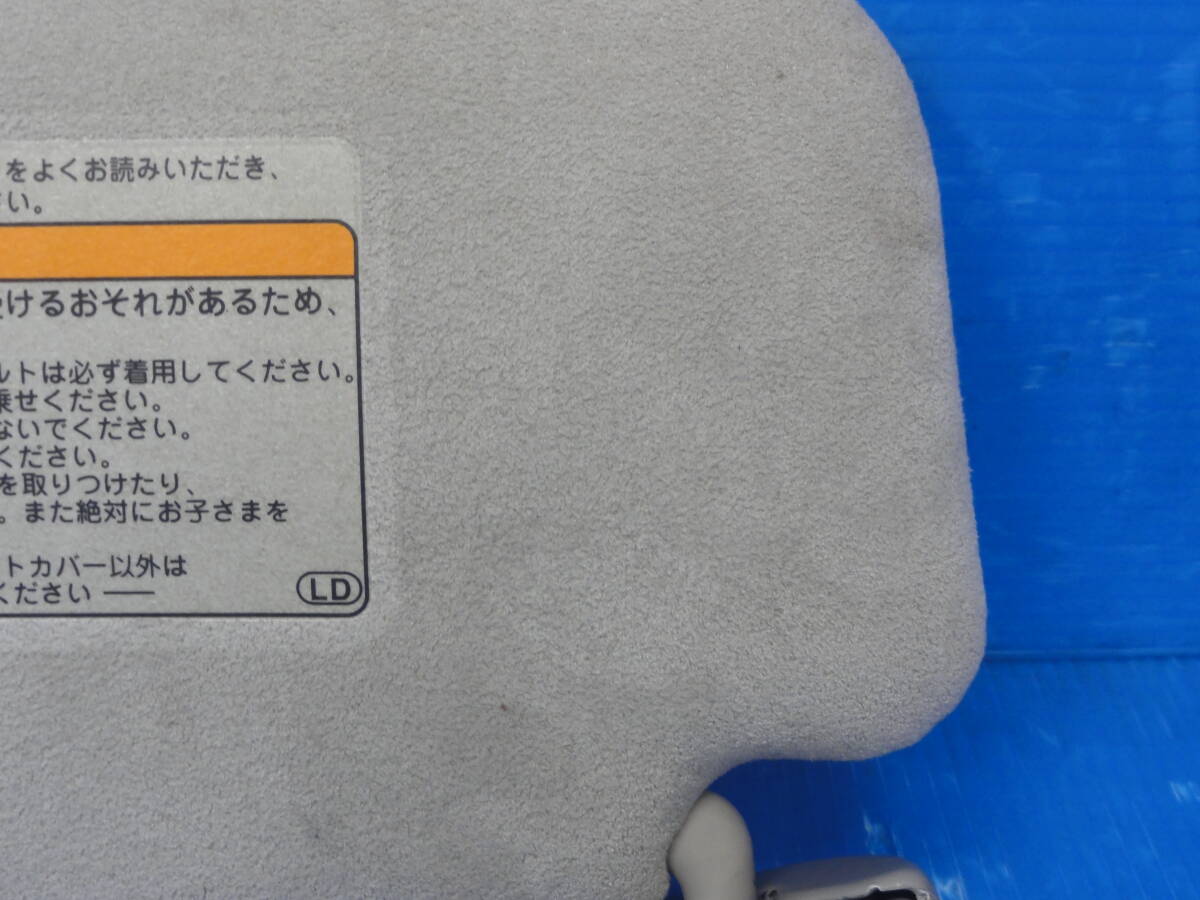 をよくお読みいただき、
さい。
受けるおそれがあるため、
ルトは必ず着用してください。
乗せください。
ないでください。
ください。
を取りつけたり、
。また絶対にお子さまを
トカバー以外は
ください ──
LD